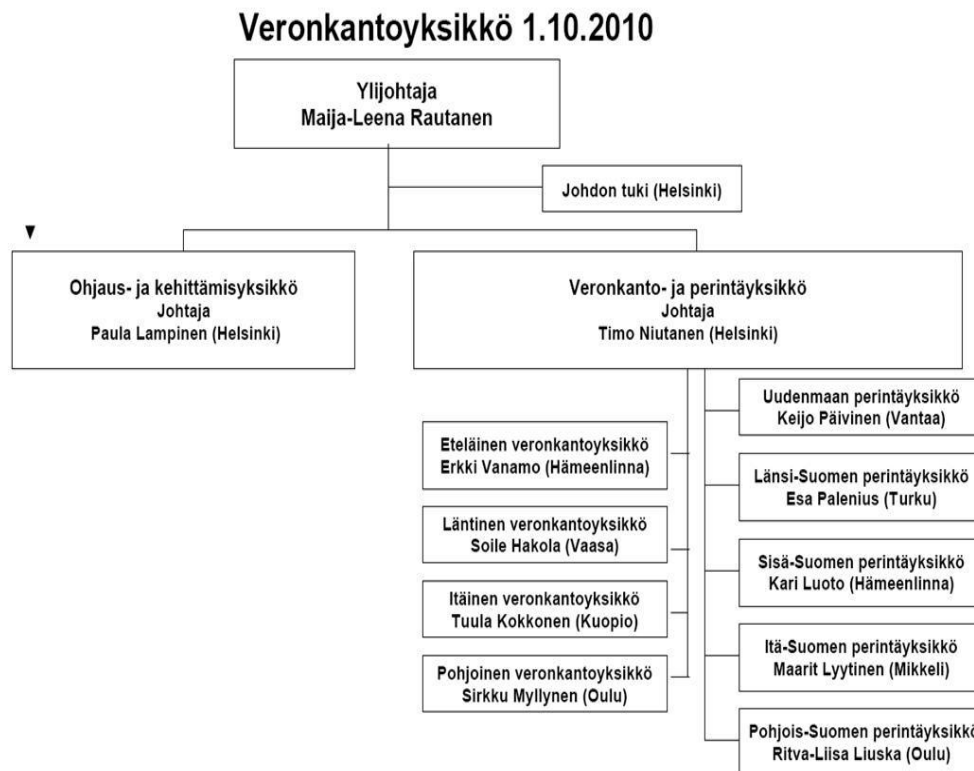 Veronkantoyksikkö 1.10.2010
Ylijohtaja
Maija-Leena Rautanen
Johdon tuki (Helsinki)
Ohjaus- ja kehittämisyksikkö
Johtaja
Paula Lampinen (Helsinki)
Veronkanto- ja perintäyksikkö
Johtaja
Timo Niutanen (Helsinki)
Eteläinen veronkantoyksikkö
Erkki Vanamo (Hämeenlinna)
Läntinen veronkantoyksikkö
Soile Hakola (Vaasa)
Itäinen veronkantoyksikkö
Tuula Kokkonen (Kuopio)
Pohjoinen veronkantoyksikkö
Sirkku Myllynen (Oulu)
Uudenmaan perintäyksikkö
Keijo Päivinen (Vantaa)
Länsi-Suomen perintäyksikkö
Esa Palenius (Turku)
Sisä-Suomen perintäyksikkö
Kari Luoto (Hämeenlinna)
Itä-Suomen perintäyksikkö
Maarit Lyytinen (Mikkeli)
Pohjois-Suomen perintäyksikkö
Ritva-Liisa Liuska (Oulu)